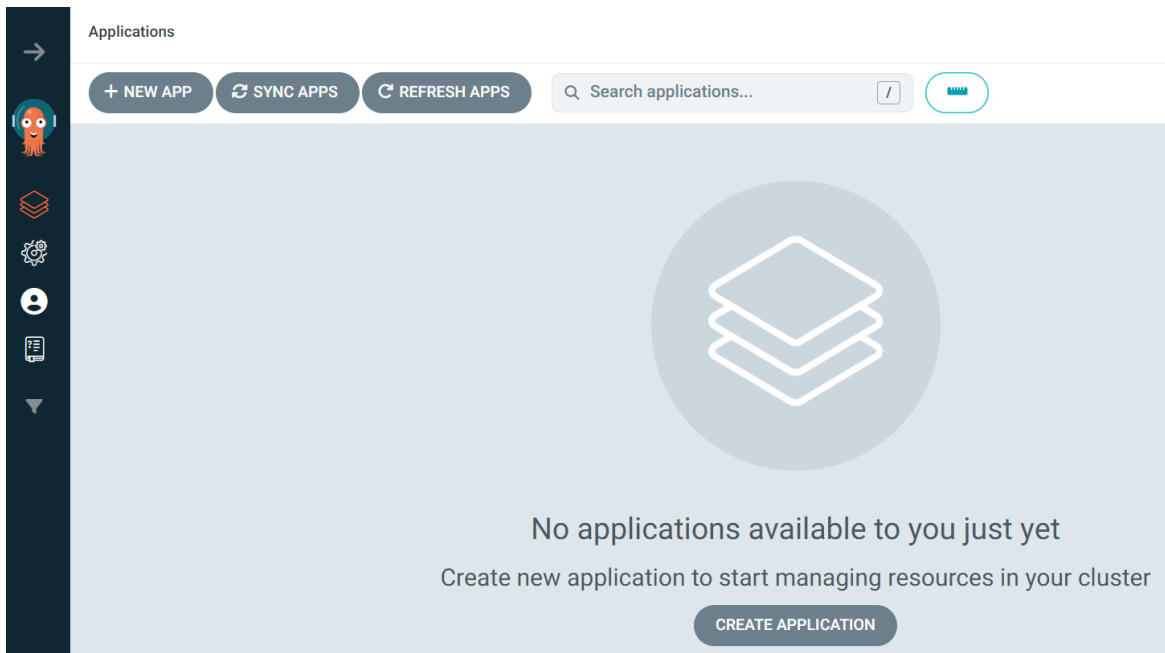 Applications
+ NEW APP
SYNC APPS
REFRESH APPS
Search applications...
/
No applications available to you just yet
Create new application to start managing resources in your cluster
CREATE APPLICATION